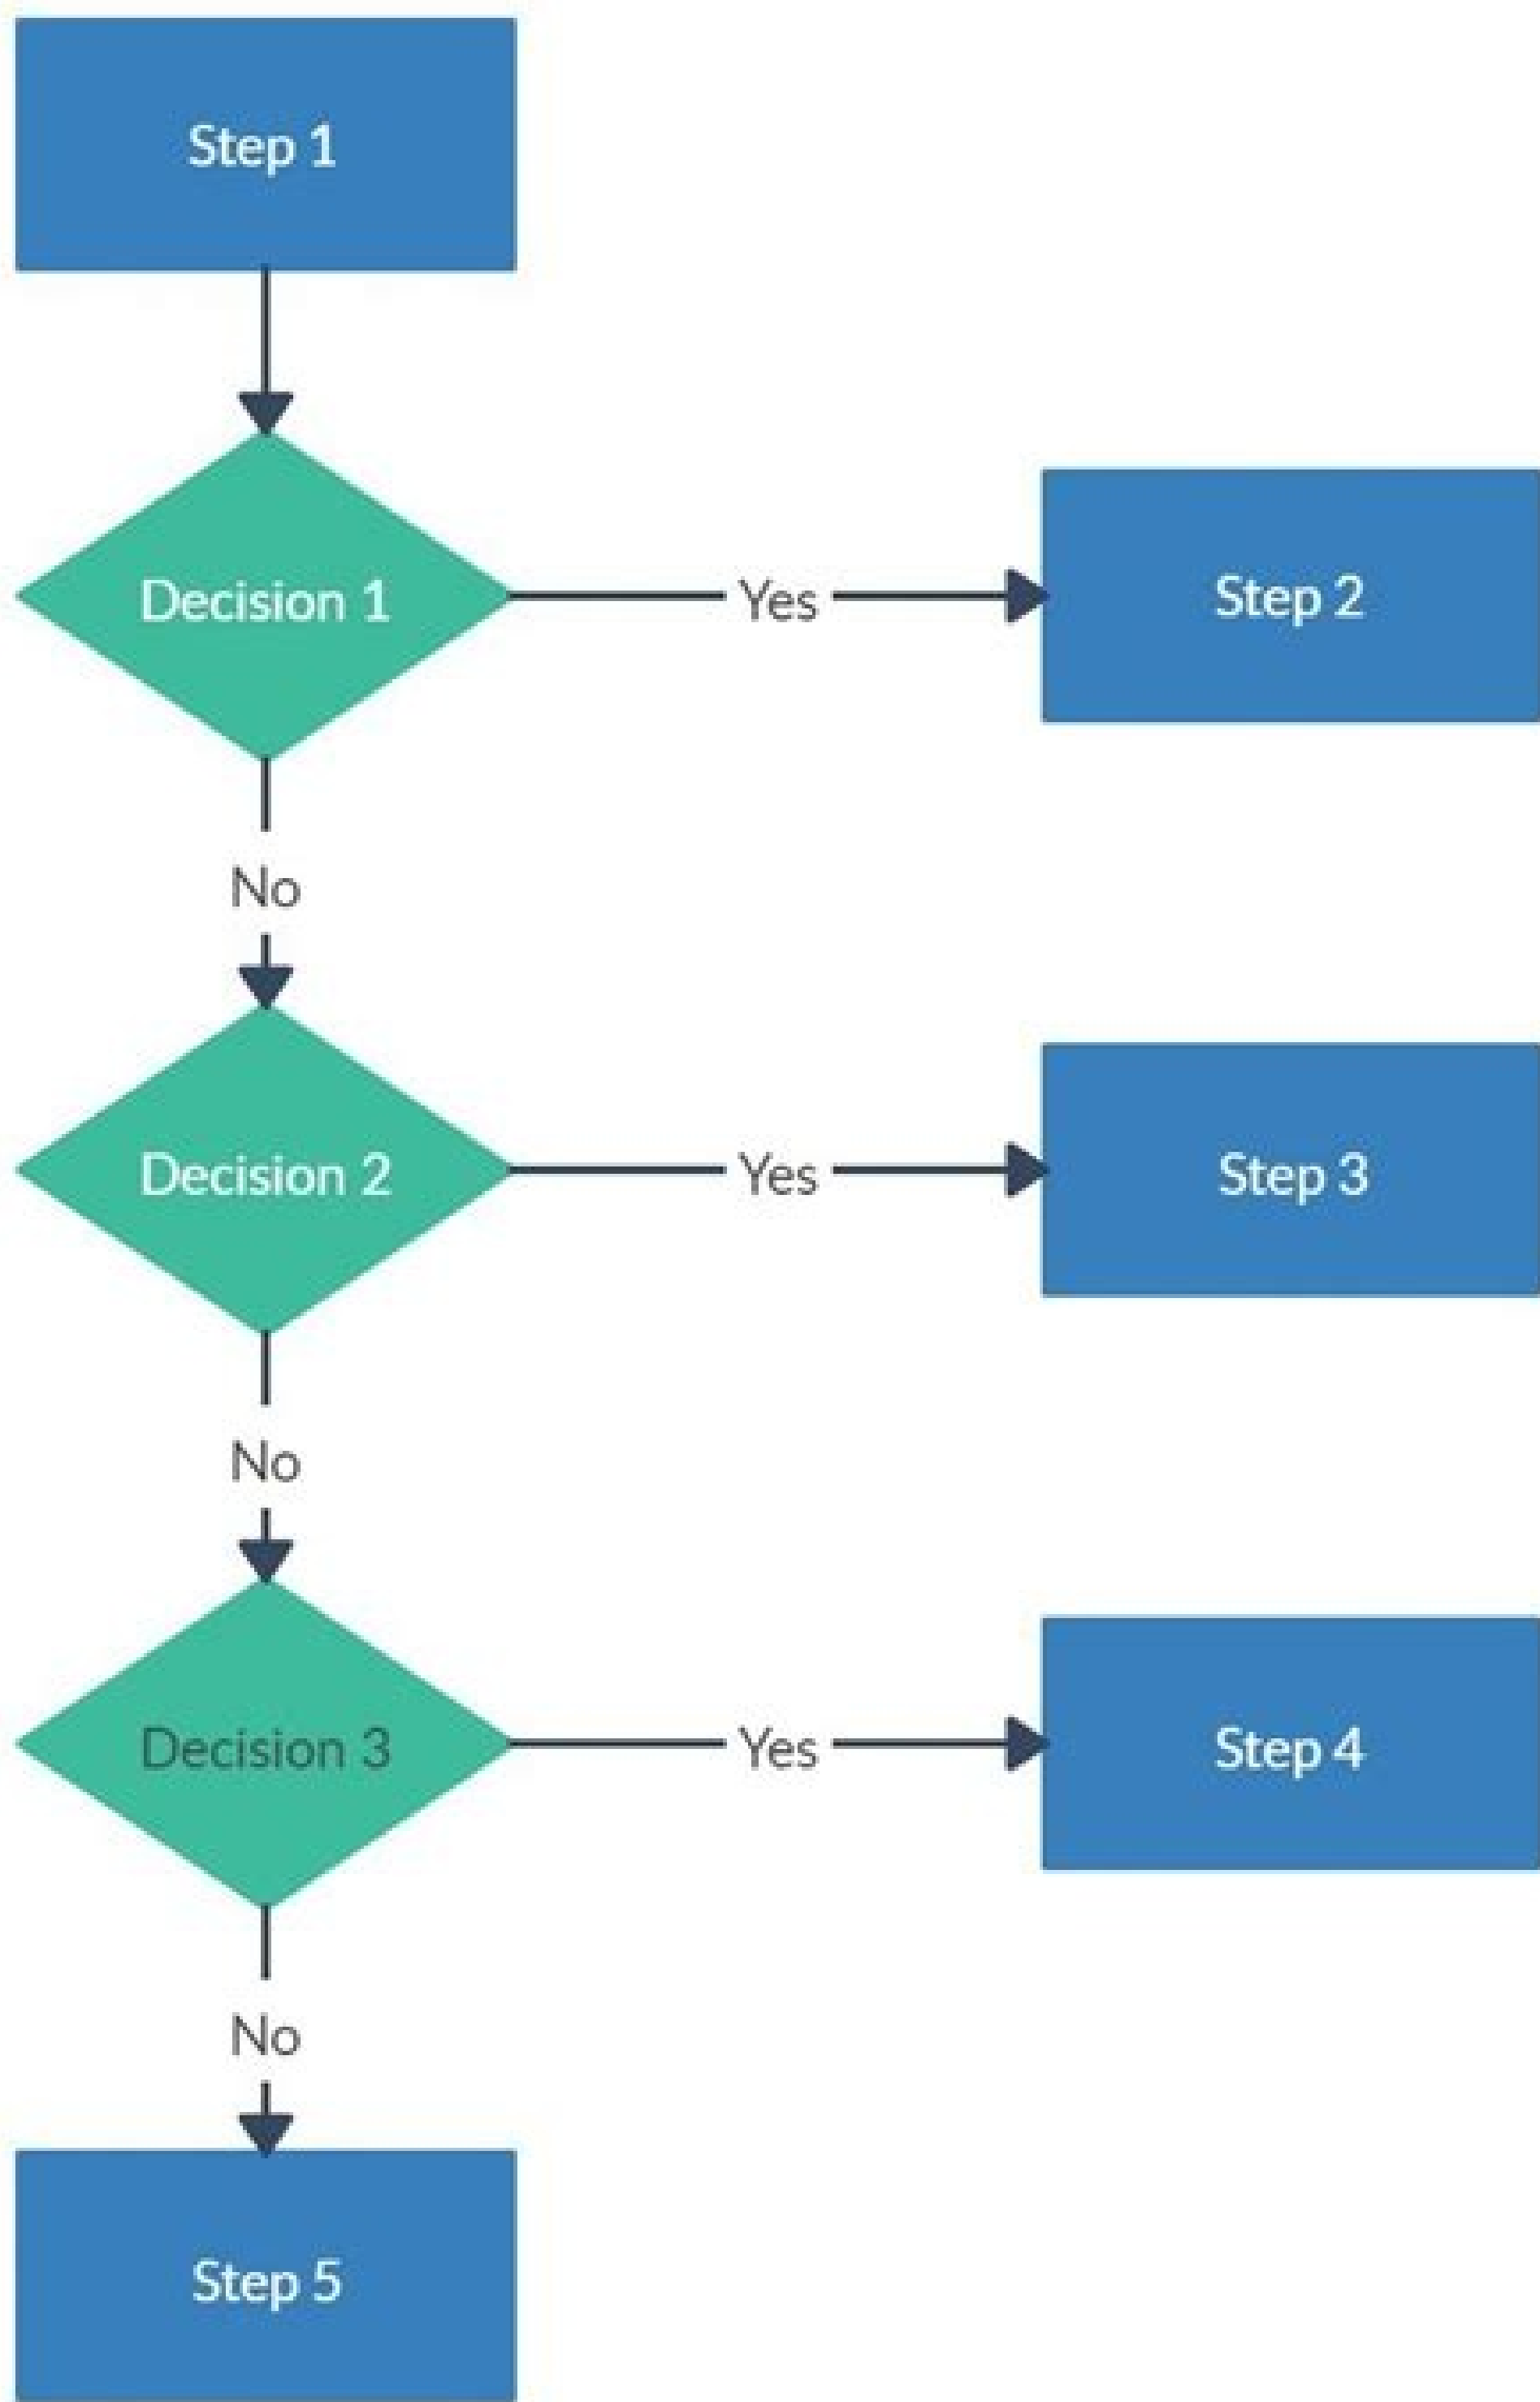 Step 1
Decision 1
Yes
Step 2
No
Decision 2
Yes
Step 3
No
Decision 3
Yes
Step 4
No
Step 5